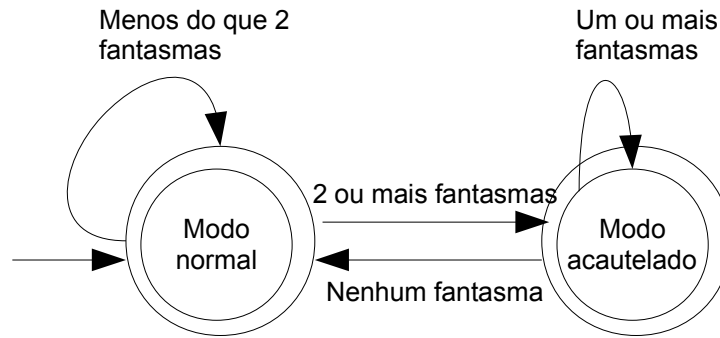 Menos do que 2
fantasmas
Um ou mais
fantasmas
2 ou mais fantasmas
Modo
normal
Modo
acautelado
Nenhum fantasma